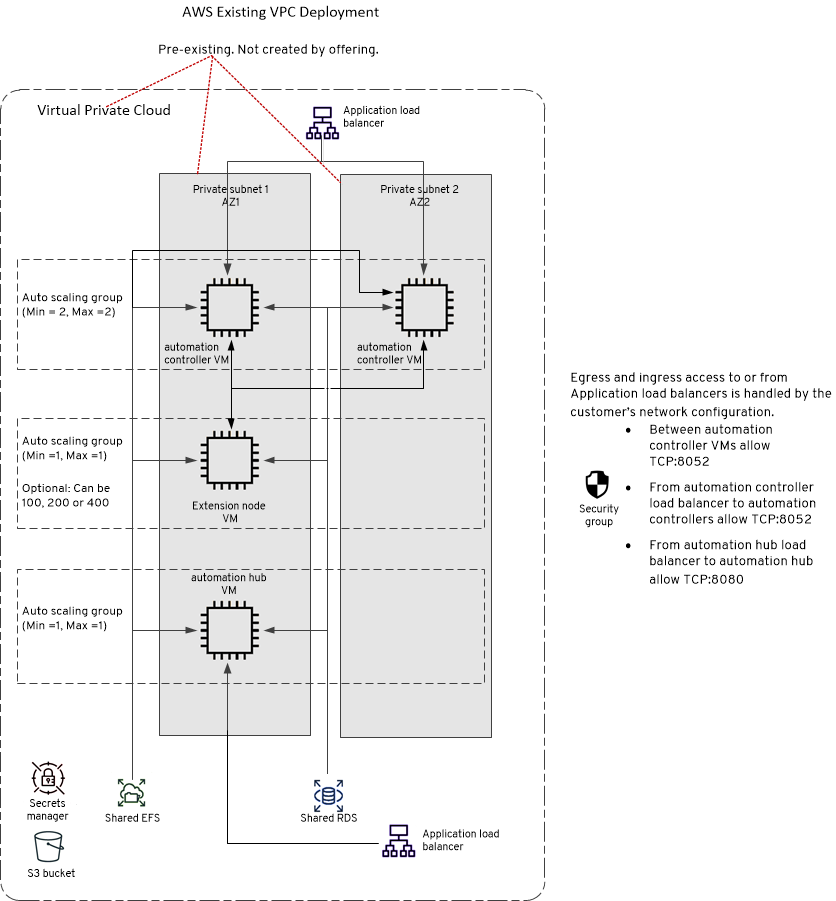 AWS Existing VPC Deployment
Pre-existing. Not created by offering.
Virtual Private Cloud
Application load
balancer
Private subnet 1
AZ1
Private subnet 2
AZ2
Auto scaling group
(Min = 2, Max =2)
automation
controller VM
automation
controller VM
Auto scaling group
(Min =1, Max =1)
Optional: Can be
100, 200 or 400
Extension node
VM
automation hub
VM
Auto scaling group
(Min =1, Max =1)
Secrets
manager
Shared EFS
Shared RDS
Application load
balancer
S3 bucket
Egress and ingress access to or from
Application load balancers is handled by the
customer's network configuration.
• Between automation
controller VMs allow
TCP:8052
Security
group
• From automation controller
load balancer to automation
controllers allow TCP:8052
• From automation hub load
balancer to automation hub
allow TCP:8080